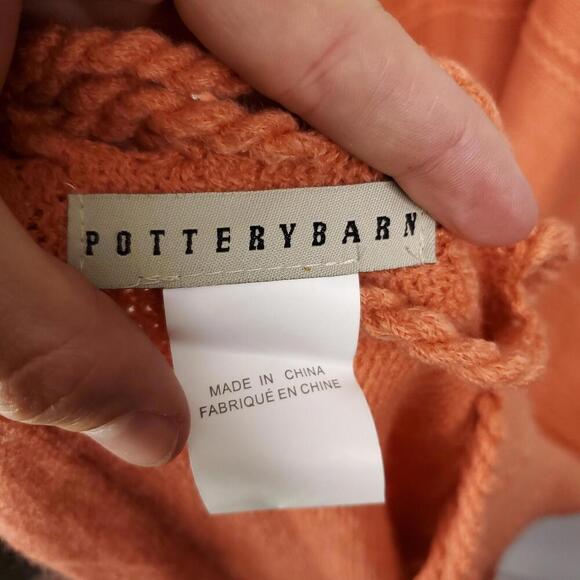 POTTERYBARN
MADE IN CHINA
FABRIQUÉ EN CHINE